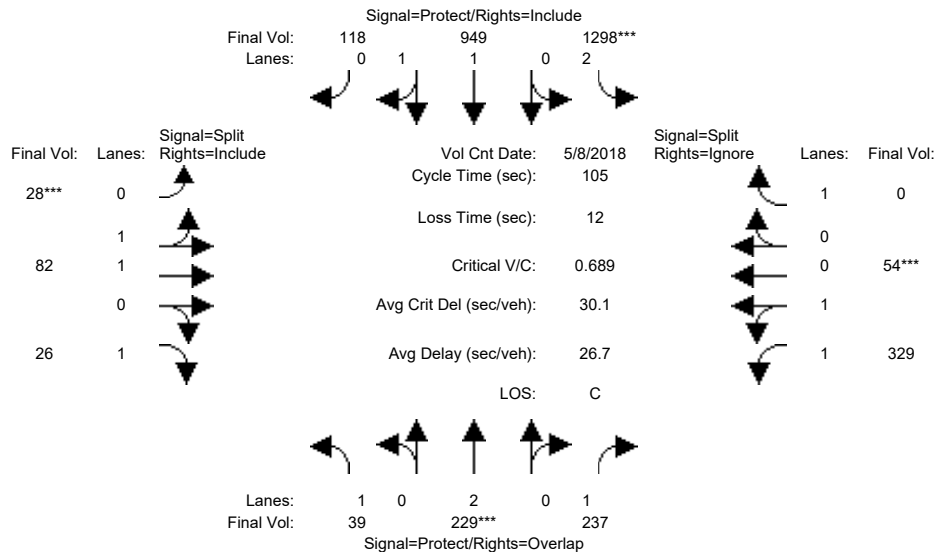 Signal=Protect/Rights=Include
Final Vol: 118 949 1298***
Lanes: 0 1 1 0 2
Signal=Split
Final Vol: Lanes: Rights=Include
Vol Cnt Date: 5/8/2018
Signal=Split
Rights=Ignore Lanes: Final Vol:
Cycle Time (sec): 105
28*** 0
1 0
Loss Time (sec): 12
1
0
82 1
Critical V/C: 0.689
0 54***
0
Avg Crit Del (sec/veh): 30.1
1
26 1
Avg Delay (sec/veh): 26.7
1 329
LOS: C
Lanes: 1 0 2 0 1
Final Vol: 39 229*** 237
Signal=Protect/Rights=Overlap